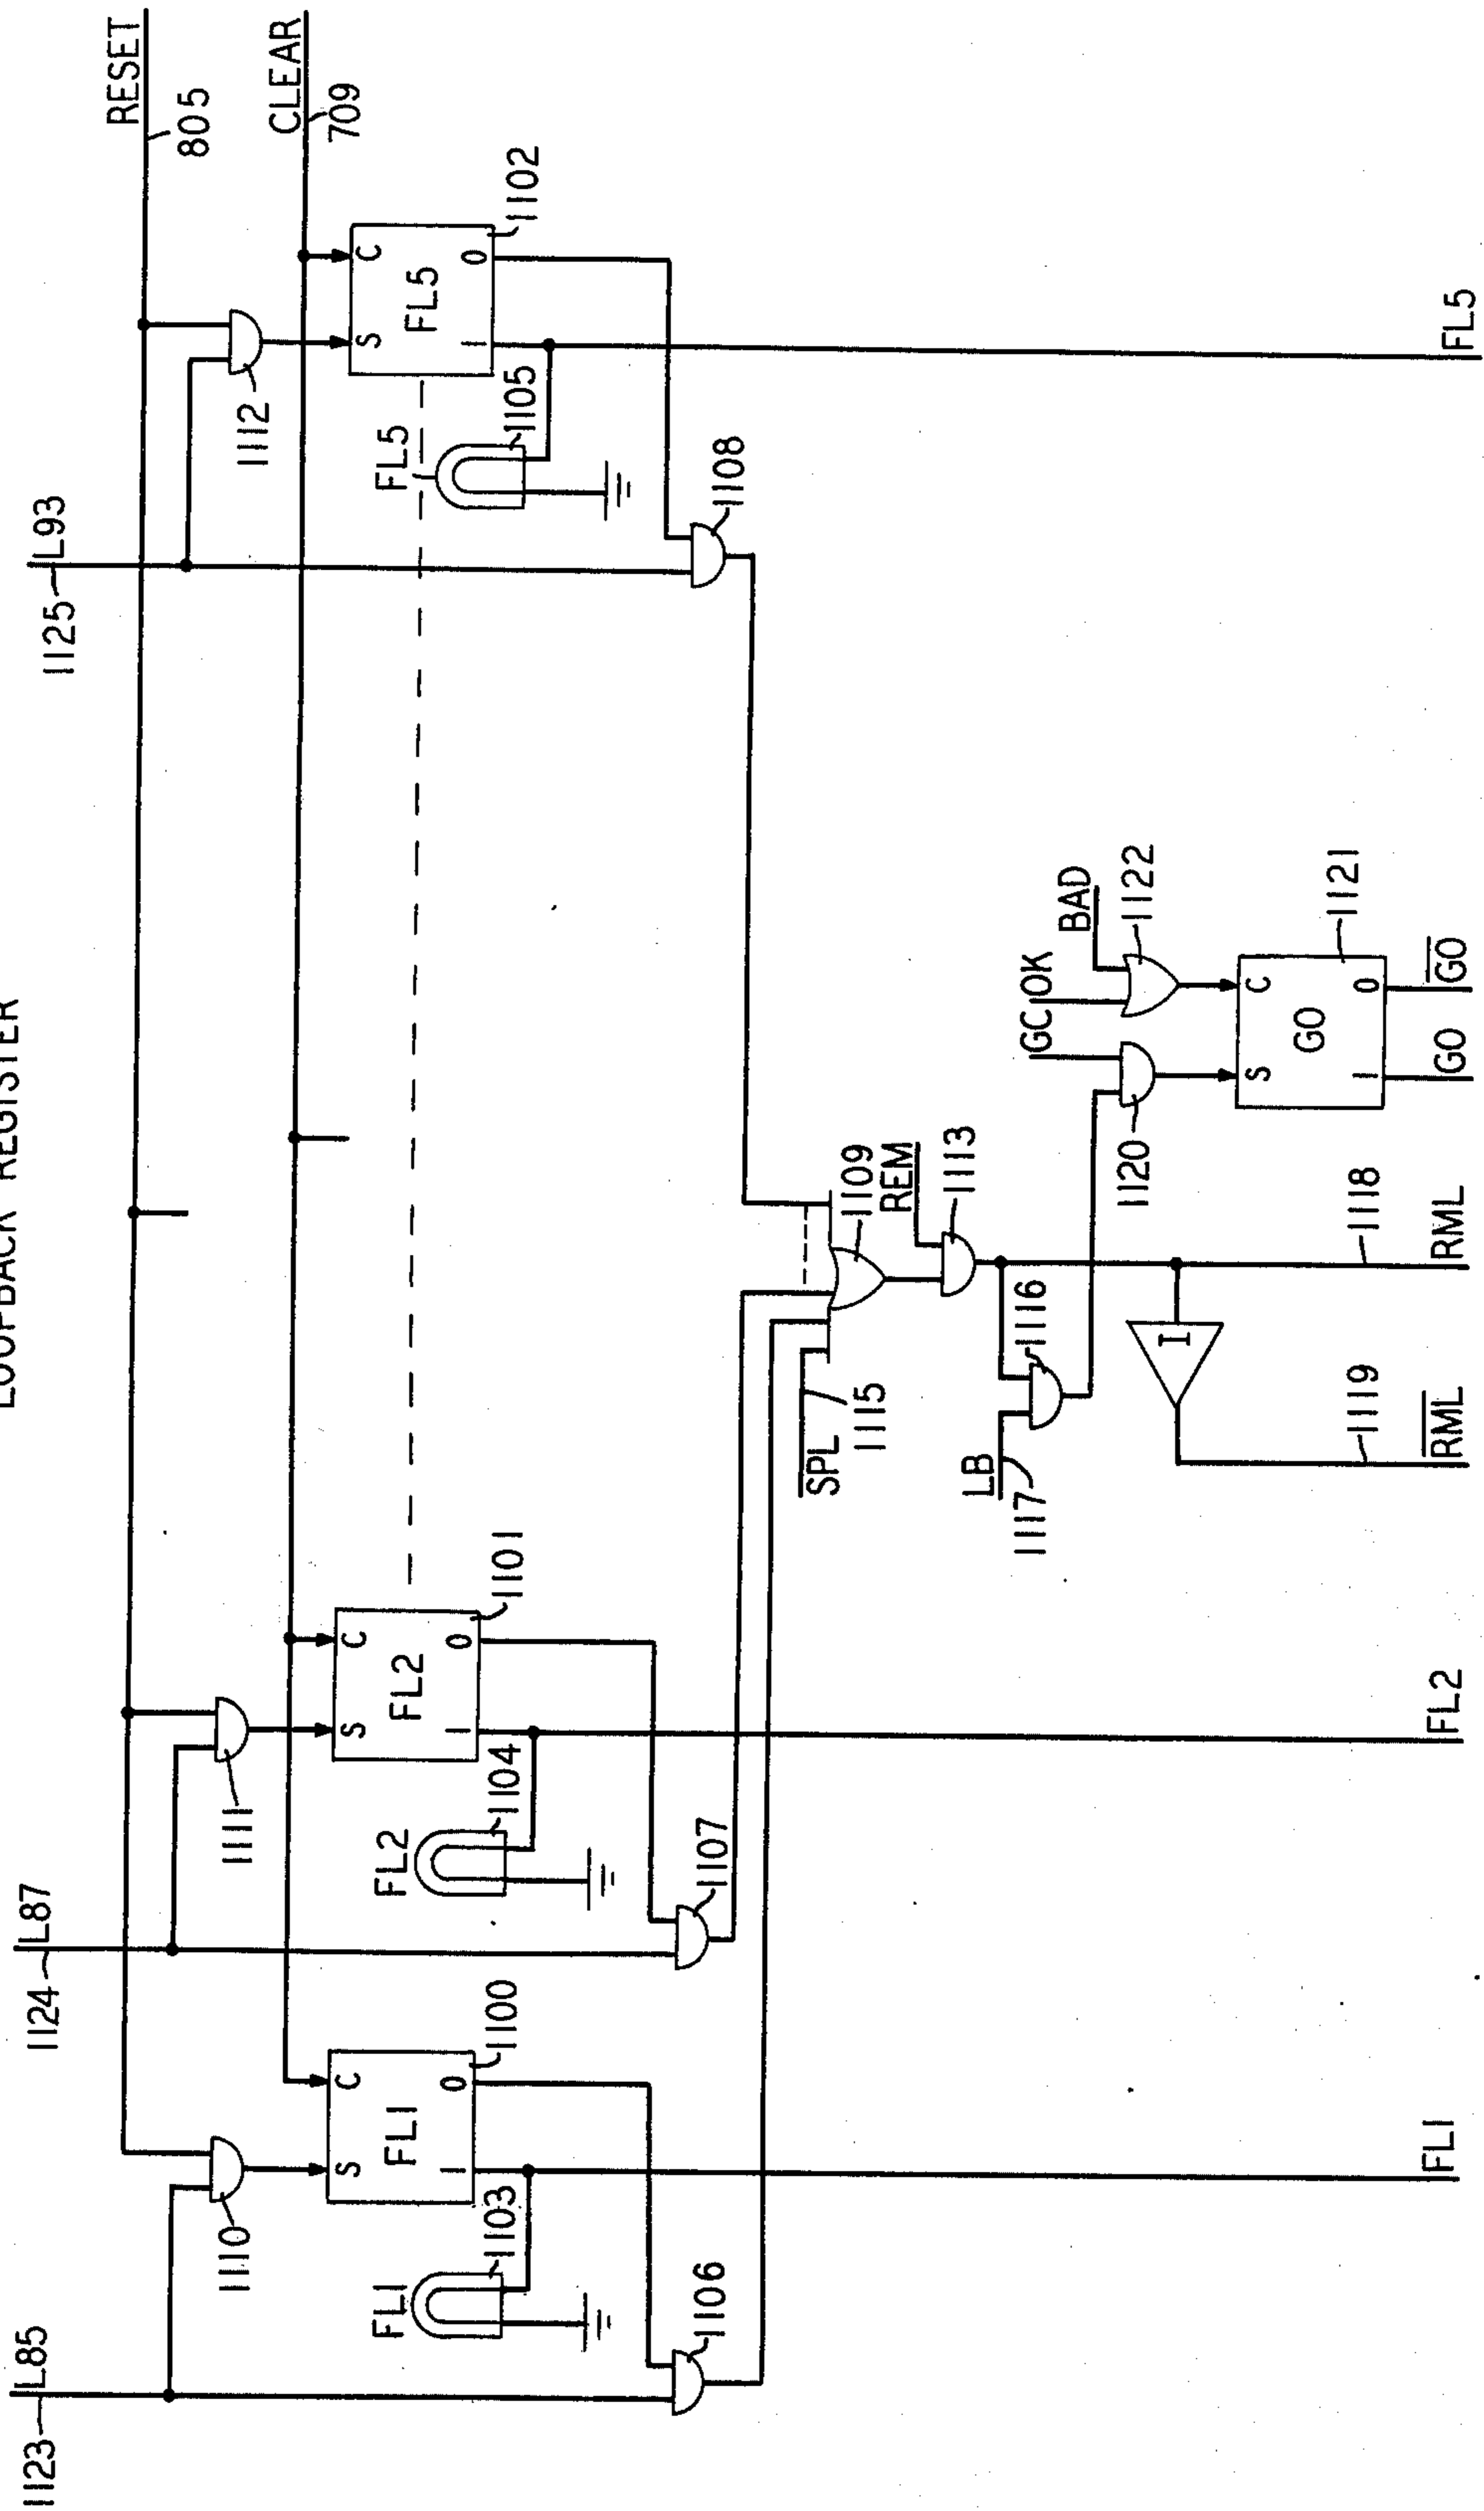 LOOPBACK REGISTER
1123
L85
1124
L87
1125
L93
RESET
805
CLEAR
709
1110
1111
1112
S
C
FL1
1
0
1100
S
C
FL2
1
0
1101
S
C
FL5
1
0
1102
FL1
1103
FL2
1104
FL5
1105
1106
1107
1108
SPL
1115
1109
REM
1113
LB
1117
1116
GC
OK
BAD
1120
1122
S
C
GO
1
0
1121
I
1119
1118
FL1
FL2
R̅M̅L̅
RML
GO
G̅O̅
FL5